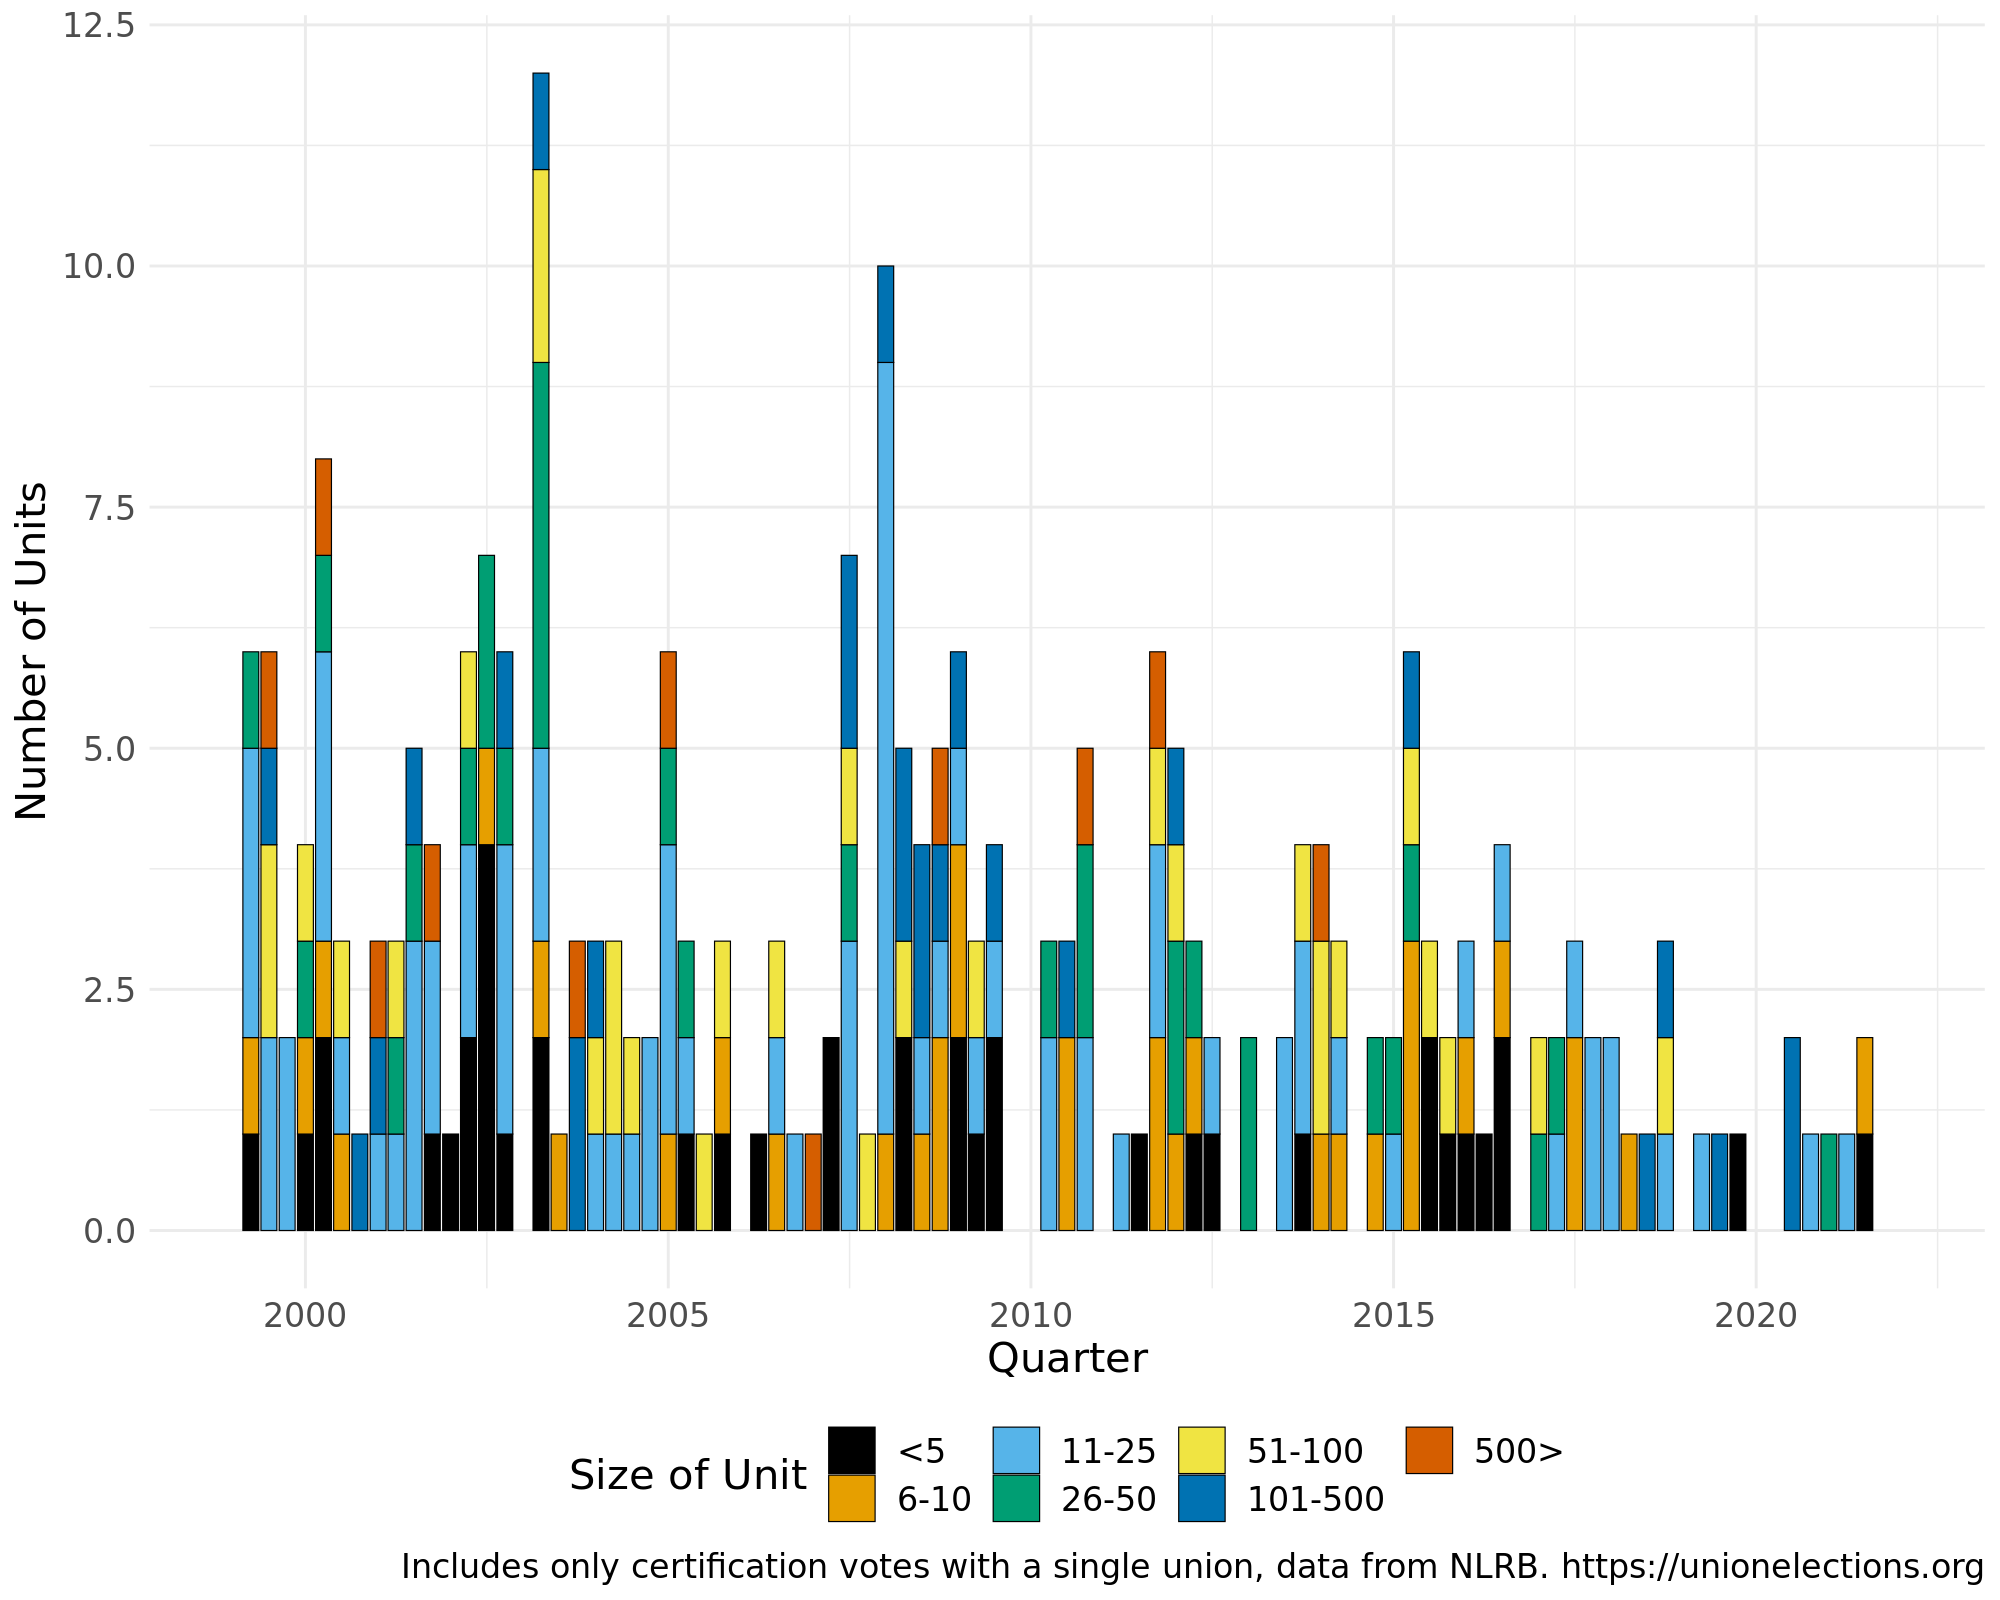 12.5
10.0
7.5
5.0
2.5
0.0
Number of Units
2000 2005 2010 2015 2020
Quarter
Size of Unit
<5 11-25 51-100 500>
6-10 26-50 101-500
Includes only certification votes with a single union, data from NLRB. https://unionelections.org